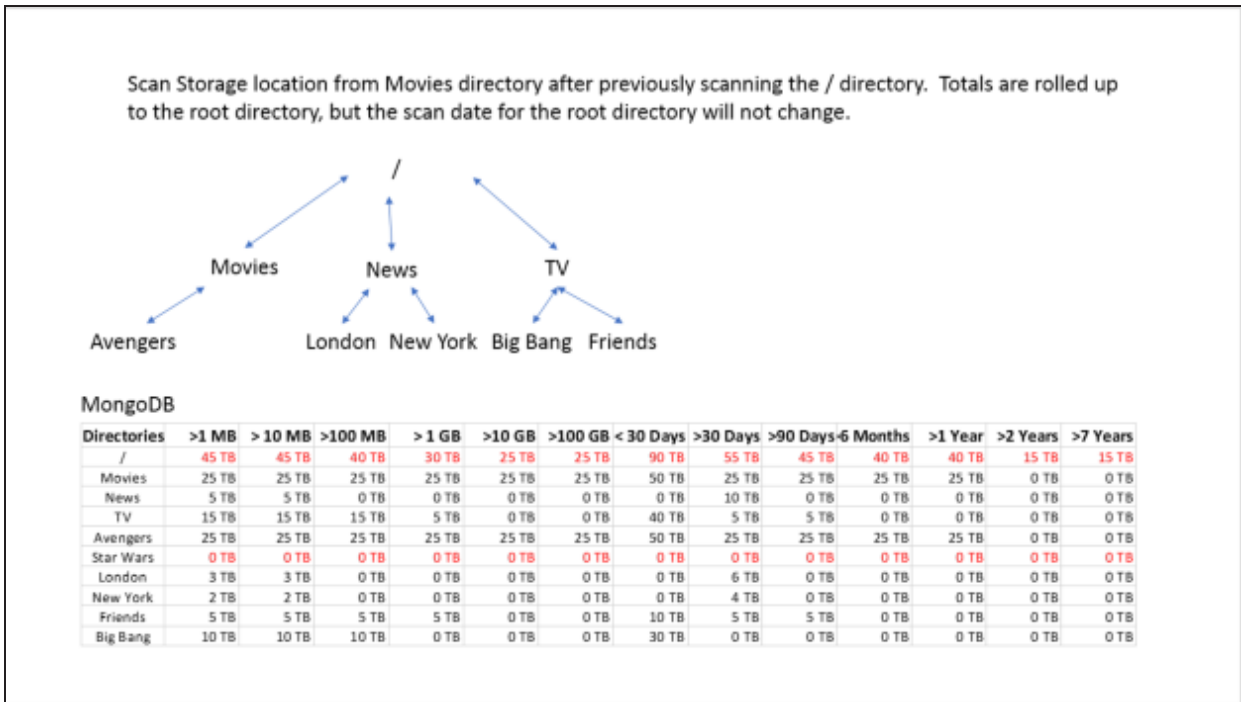 Scan Storage location from Movies directory after previously scanning the / directory.  Totals are rolled up
to the root directory, but the scan date for the root directory will not change.
/
Movies News TV
Avengers London New York Big Bang Friends
MongoDB
Directories >1 MB > 10 MB >100 MB > 1 GB >10 GB >100 GB < 30 Days >30 Days >90 Days 6 Months >1 Year >2 Years >7 Years
/ 45 TB 45 TB 40 TB 30 TB 25 TB 25 TB 90 TB 55 TB 45 TB 40 TB 40 TB 15 TB 15 TB
Movies 25 TB 25 TB 25 TB 25 TB 25 TB 25 TB 50 TB 25 TB 25 TB 25 TB 25 TB 0 TB 0 TB
News 5 TB 5 TB 0 TB 0 TB 0 TB 0 TB 0 TB 10 TB 0 TB 0 TB 0 TB 0 TB 0 TB
TV 15 TB 15 TB 15 TB 5 TB 0 TB 0 TB 40 TB 5 TB 5 TB 0 TB 0 TB 0 TB 0 TB
Avengers 25 TB 25 TB 25 TB 25 TB 25 TB 25 TB 50 TB 25 TB 25 TB 25 TB 25 TB 0 TB 0 TB
Star Wars 0 TB 0 TB 0 TB 0 TB 0 TB 0 TB 0 TB 0 TB 0 TB 0 TB 0 TB 0 TB 0 TB
London 3 TB 3 TB 0 TB 0 TB 0 TB 0 TB 0 TB 6 TB 0 TB 0 TB 0 TB 0 TB 0 TB
New York 2 TB 2 TB 0 TB 0 TB 0 TB 0 TB 0 TB 4 TB 0 TB 0 TB 0 TB 0 TB 0 TB
Friends 5 TB 5 TB 5 TB 5 TB 0 TB 0 TB 10 TB 5 TB 5 TB 0 TB 0 TB 0 TB 0 TB
Big Bang 10 TB 10 TB 10 TB 0 TB 0 TB 0 TB 30 TB 0 TB 0 TB 0 TB 0 TB 0 TB 0 TB